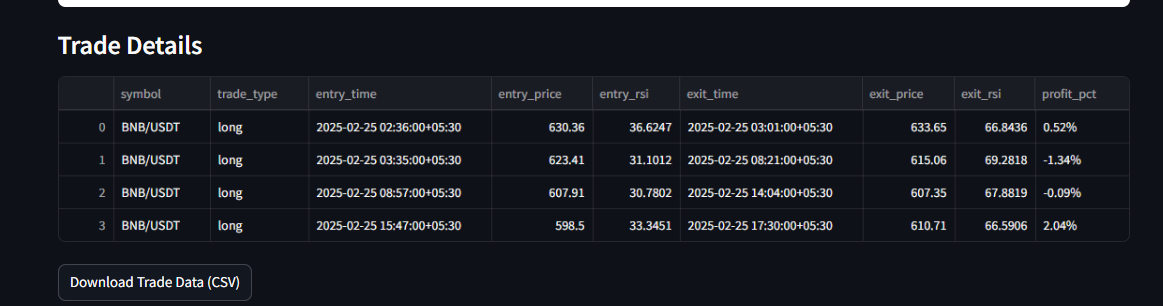 Trade Details
symbol trade_type entry_time entry_price entry_rsi exit_time exit_price exit_rsi profit_pct
0 BNB/USDT long 2025-02-25 02:36:00+05:30 630.36 36.6247 2025-02-25 03:01:00+05:30 633.65 66.8436 0.52%
1 BNB/USDT long 2025-02-25 03:35:00+05:30 623.41 31.1012 2025-02-25 08:21:00+05:30 615.06 69.2818 -1.34%
2 BNB/USDT long 2025-02-25 08:57:00+05:30 607.91 30.7802 2025-02-25 14:04:00+05:30 607.35 67.8819 -0.09%
3 BNB/USDT long 2025-02-25 15:47:00+05:30 598.5 33.3451 2025-02-25 17:30:00+05:30 610.71 66.5906 2.04%
Download Trade Data (CSV)